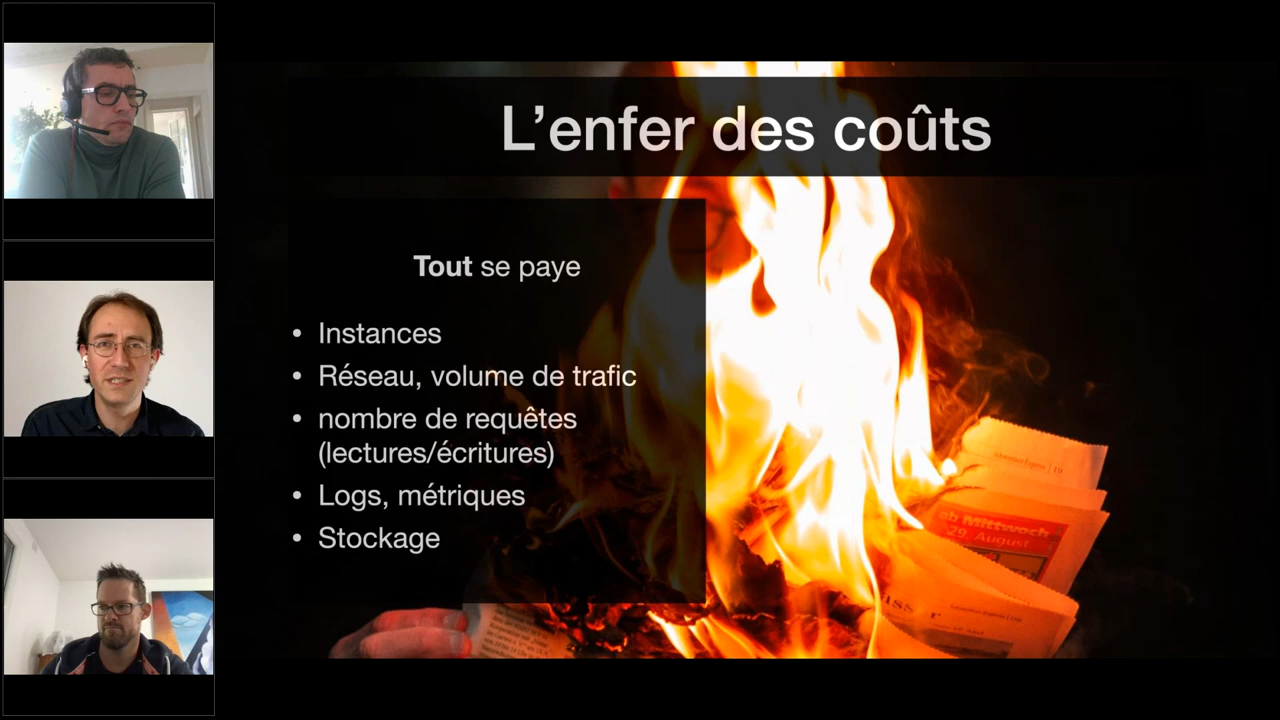 L’enfer des coûts
Tout se paye
• Instances
• Réseau, volume de trafic
• nombre de requêtes
(lectures/écritures)
• Logs, métriques
• Stockage
ab Mittwoch
29. August